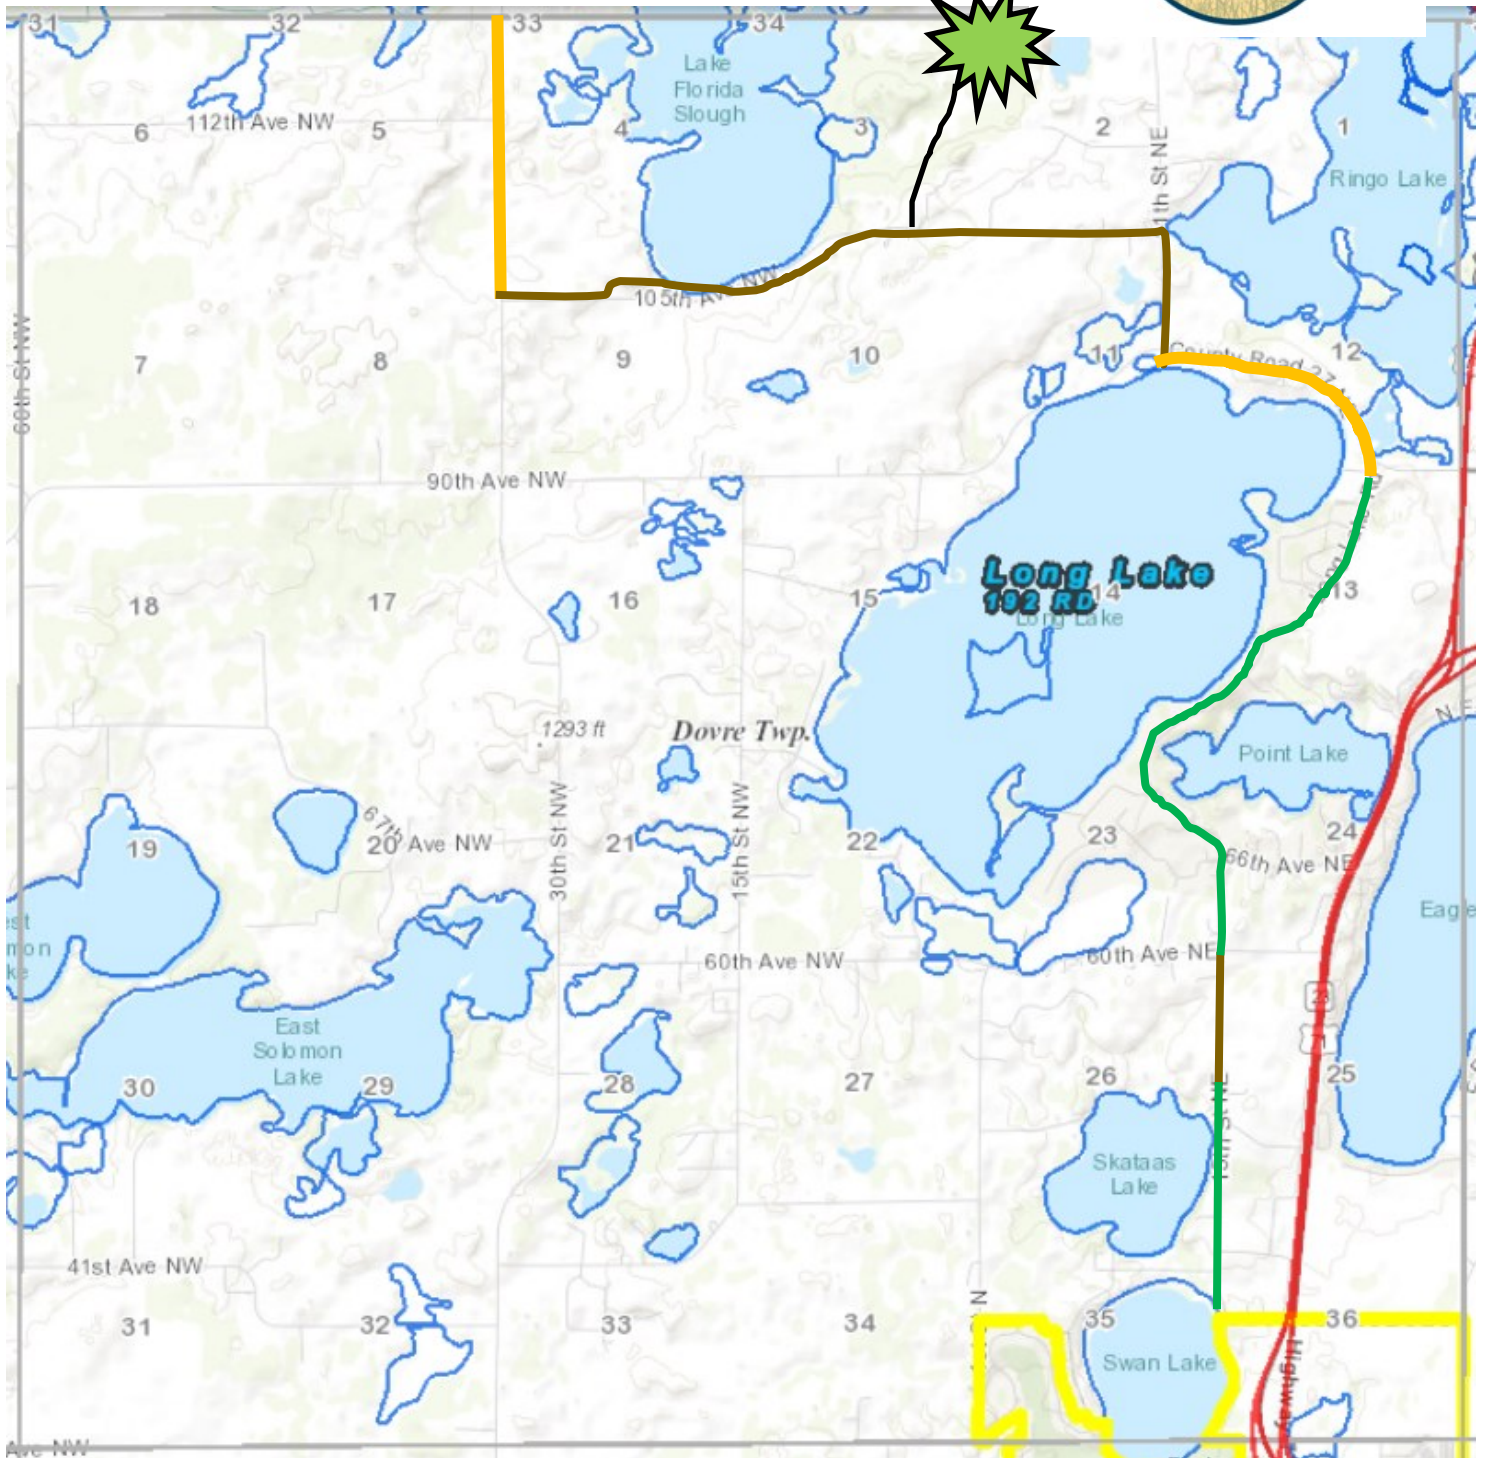 31
32
33
34
Lake
Florida
Slough
112th Ave NW
6
5
4
3
2
1
Ringo Lake
105th Ave NW
60th St NW
7
8
9
10
11
12
County Road 27
90th Ave NW
Long Lake
192 RD
Long Lake
18
17
16
15
14
13
1293 ft
Dovre Twp.
Point Lake
67th Ave NW
19
20
21
22
23
24
30th St NW
15th St NW
66th Ave NE
Eagle
60th Ave NW
60th Ave NE
East
Solomon
Lake
30
29
28
27
26
25
Skataas
Lake
41st Ave NW
31
32
33
34
35
36
Swan Lake
Highway
Ave NW